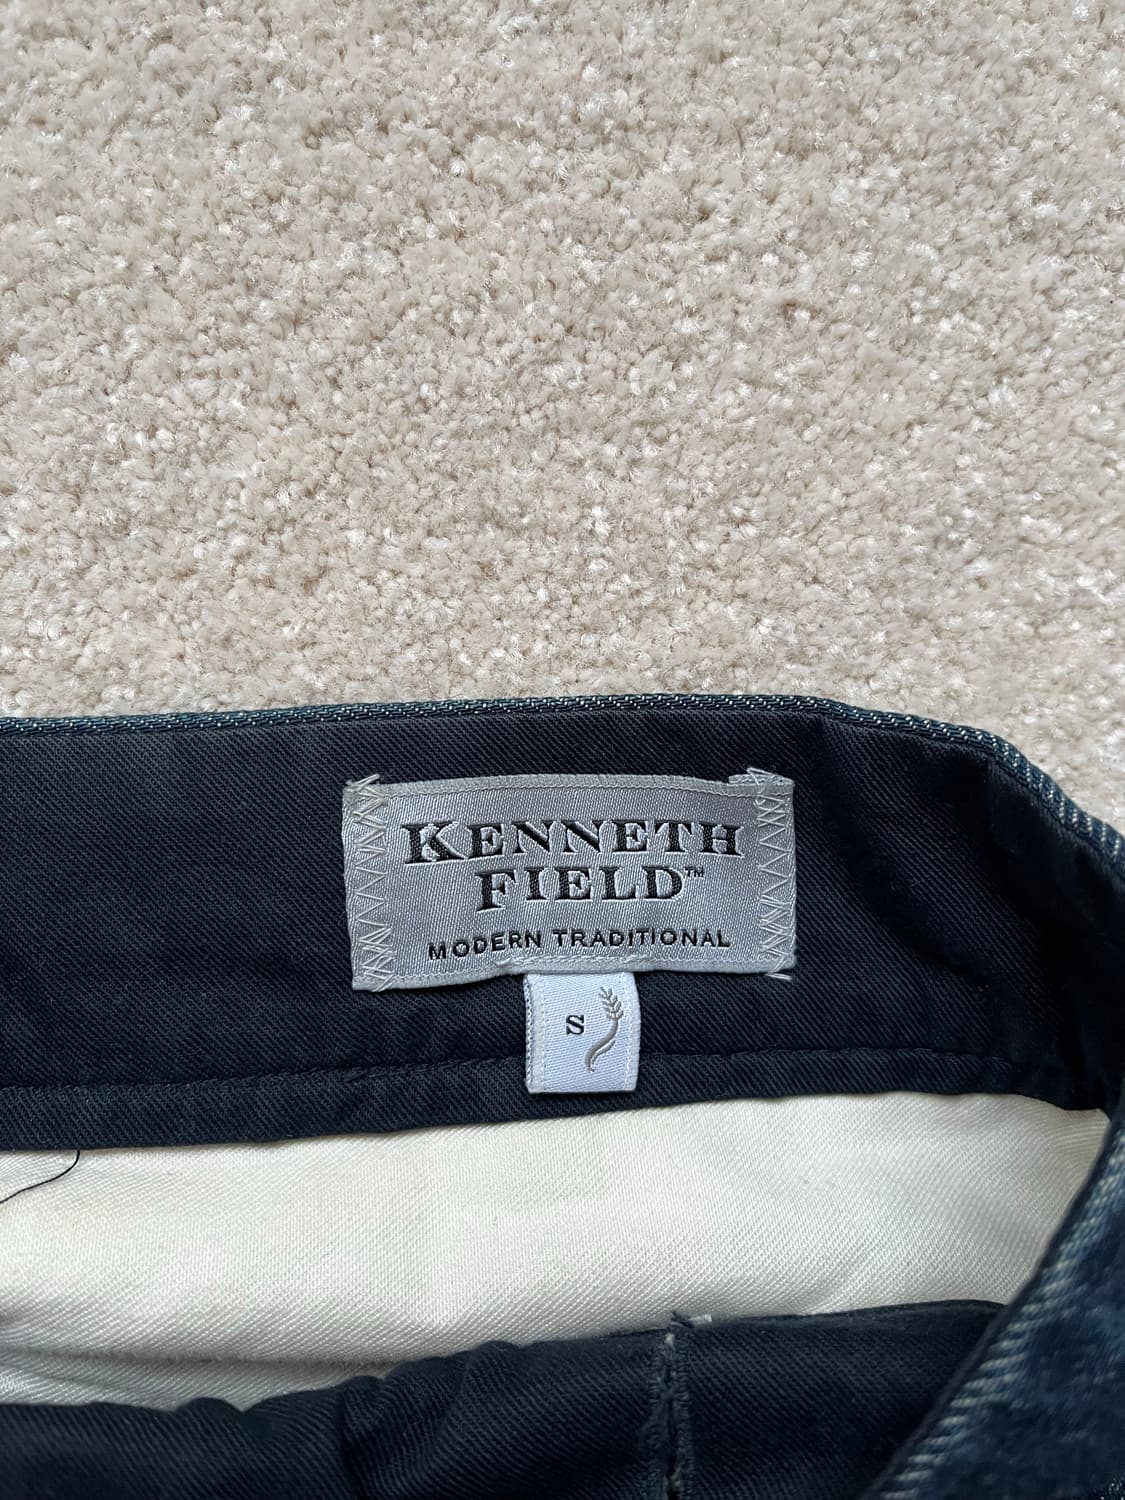 KENNETH
FIELD™
MODERN TRADITIONAL
S